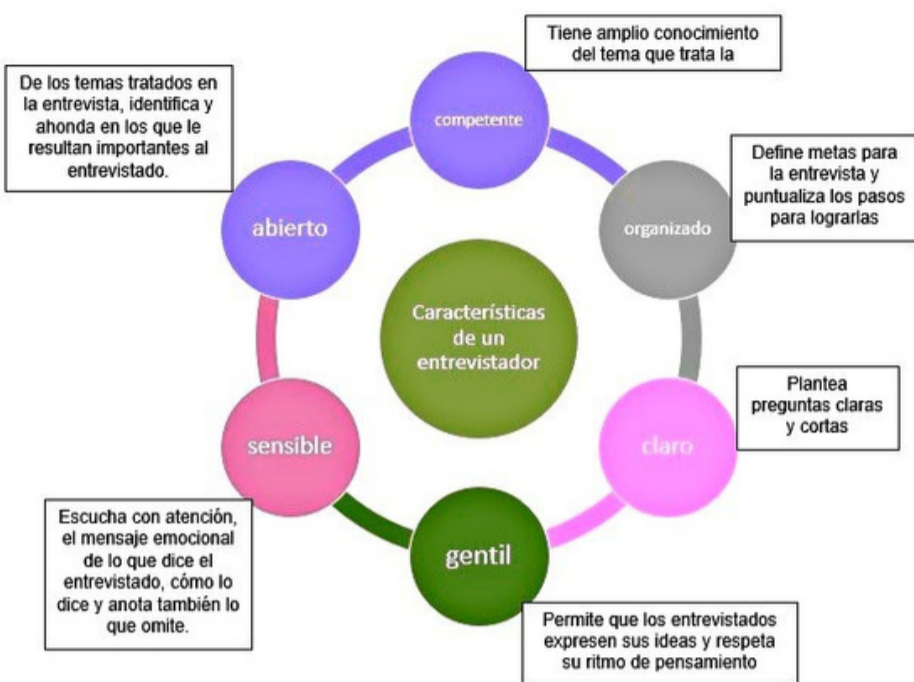 Tiene amplio conocimiento
del tema que trata la
competente
De los temas tratados en
la entrevista, identifica y
ahonda en los que le
resultan importantes al
entrevistado.
abierto
Define metas para
la entrevista y
puntualiza los pasos
para lograrlas
organizado
Características
de un
entrevistador
Plantea
preguntas claras
y cortas
claro
sensible
Escucha con atención,
el mensaje emocional
de lo que dice el
entrevistado, cómo lo
dice y anota también lo
que omite.
gentil
Permite que los entrevistados
expresen sus ideas y respeta
su ritmo de pensamiento